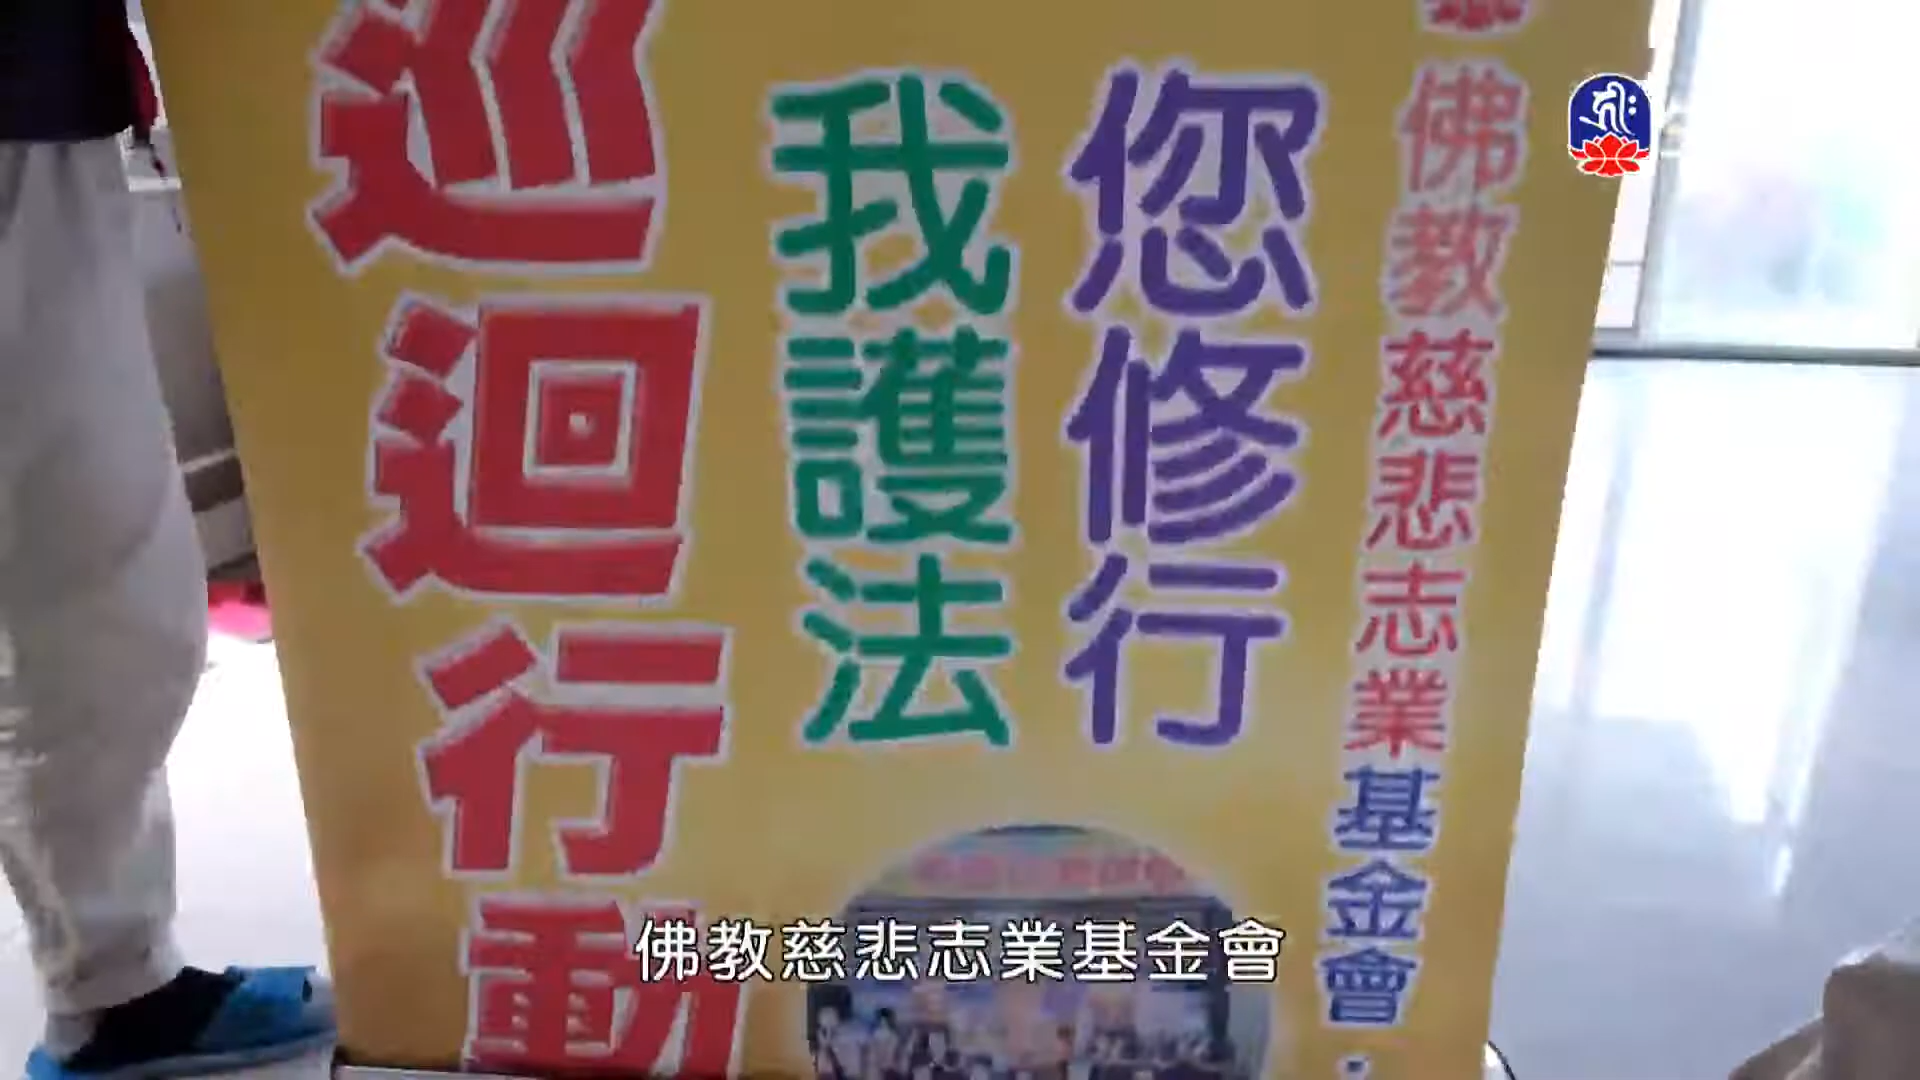 佛教慈悲志業基金會·
您修行
我護法
巡迴行動
佛教慈悲志業基金會